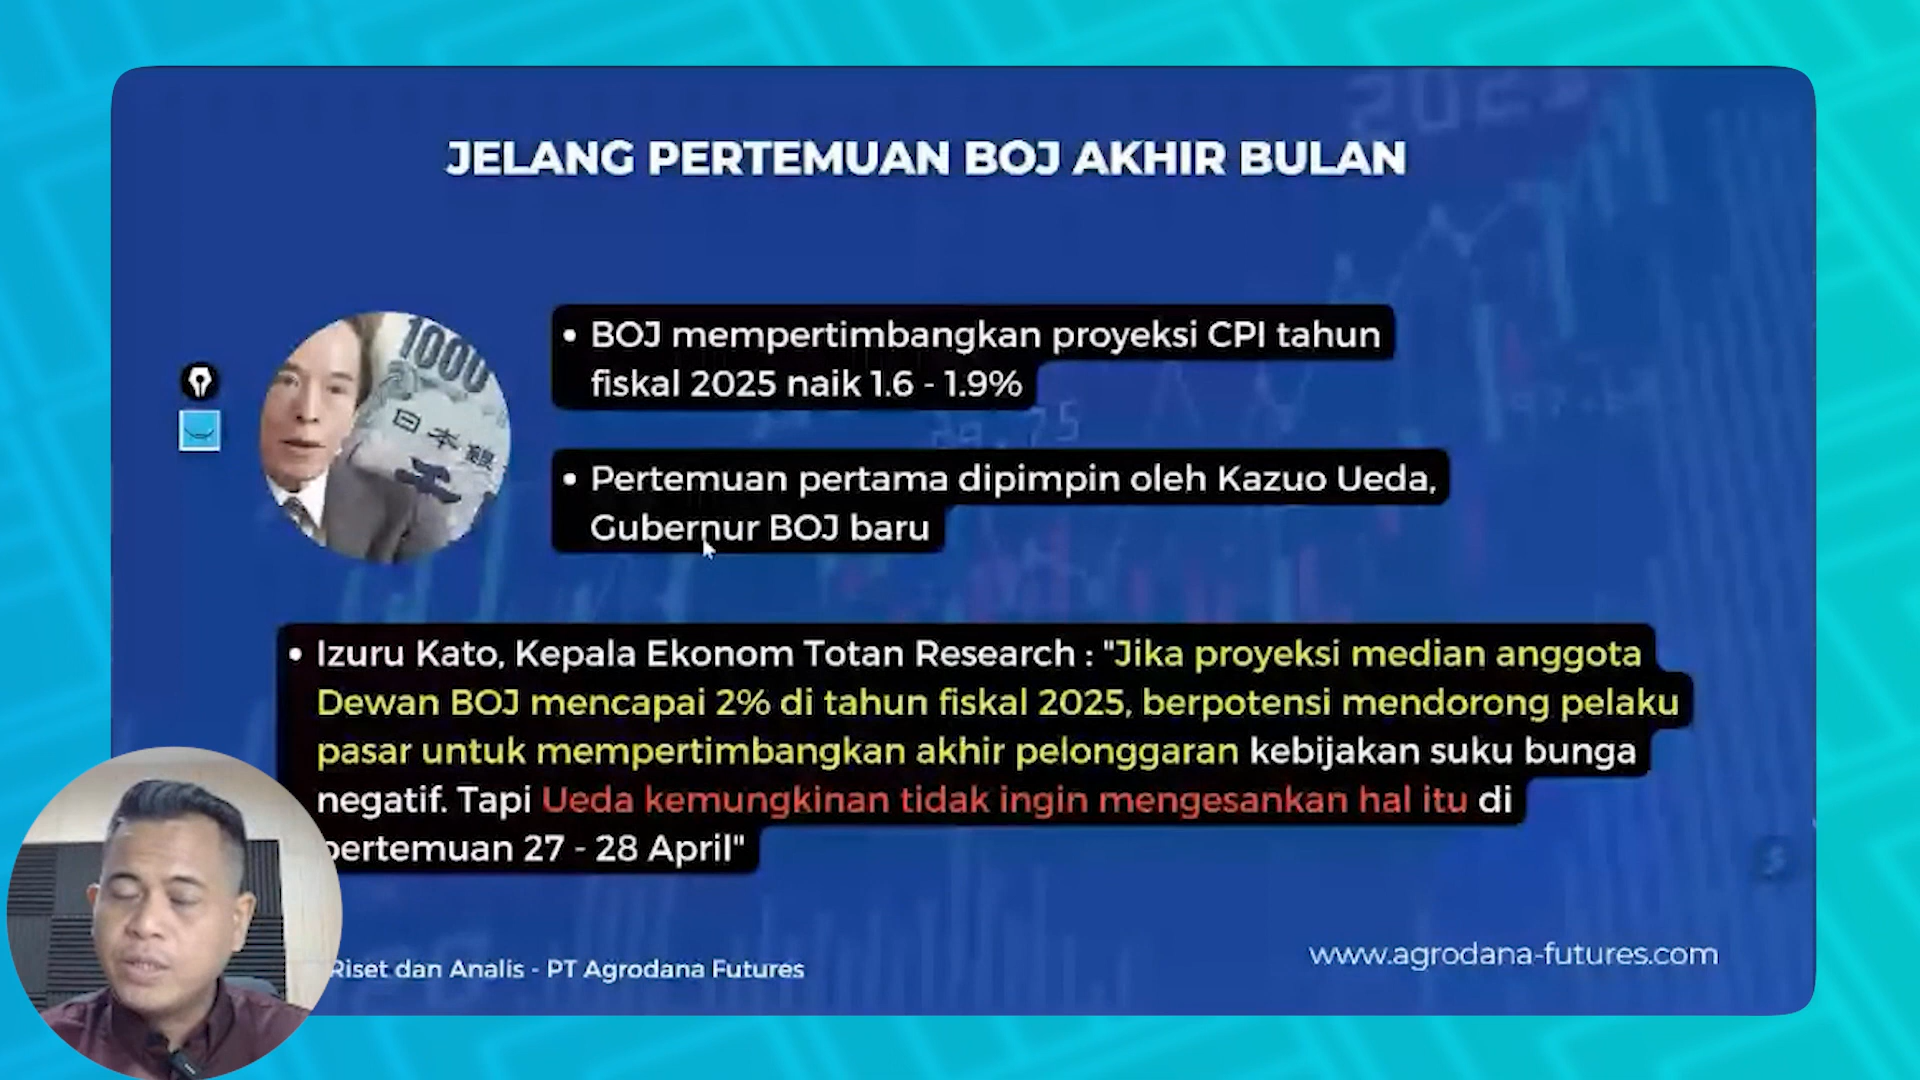 JELANG PERTEMUAN BOJ AKHIR BULAN
1000
日本銀
• BOJ mempertimbangkan proyeksi CPI tahun
fiskal 2025 naik 1.6 - 1.9%
• Pertemuan pertama dipimpin oleh Kazuo Ueda,
Gubernur BOJ baru
• Izuru Kato, Kepala Ekonom Totan Research : "Jika proyeksi median anggota
Dewan BOJ mencapai 2% di tahun fiskal 2025, berpotensi mendorong pelaku
pasar untuk mempertimbangkan akhir pelonggaran kebijakan suku bunga
negatif. Tapi Ueda kemungkinan tidak ingin mengesankan hal itu di
pertemuan 27 - 28 April"
Riset dan Analis - PT Agrodana Futures
www.agrodana-futures.com